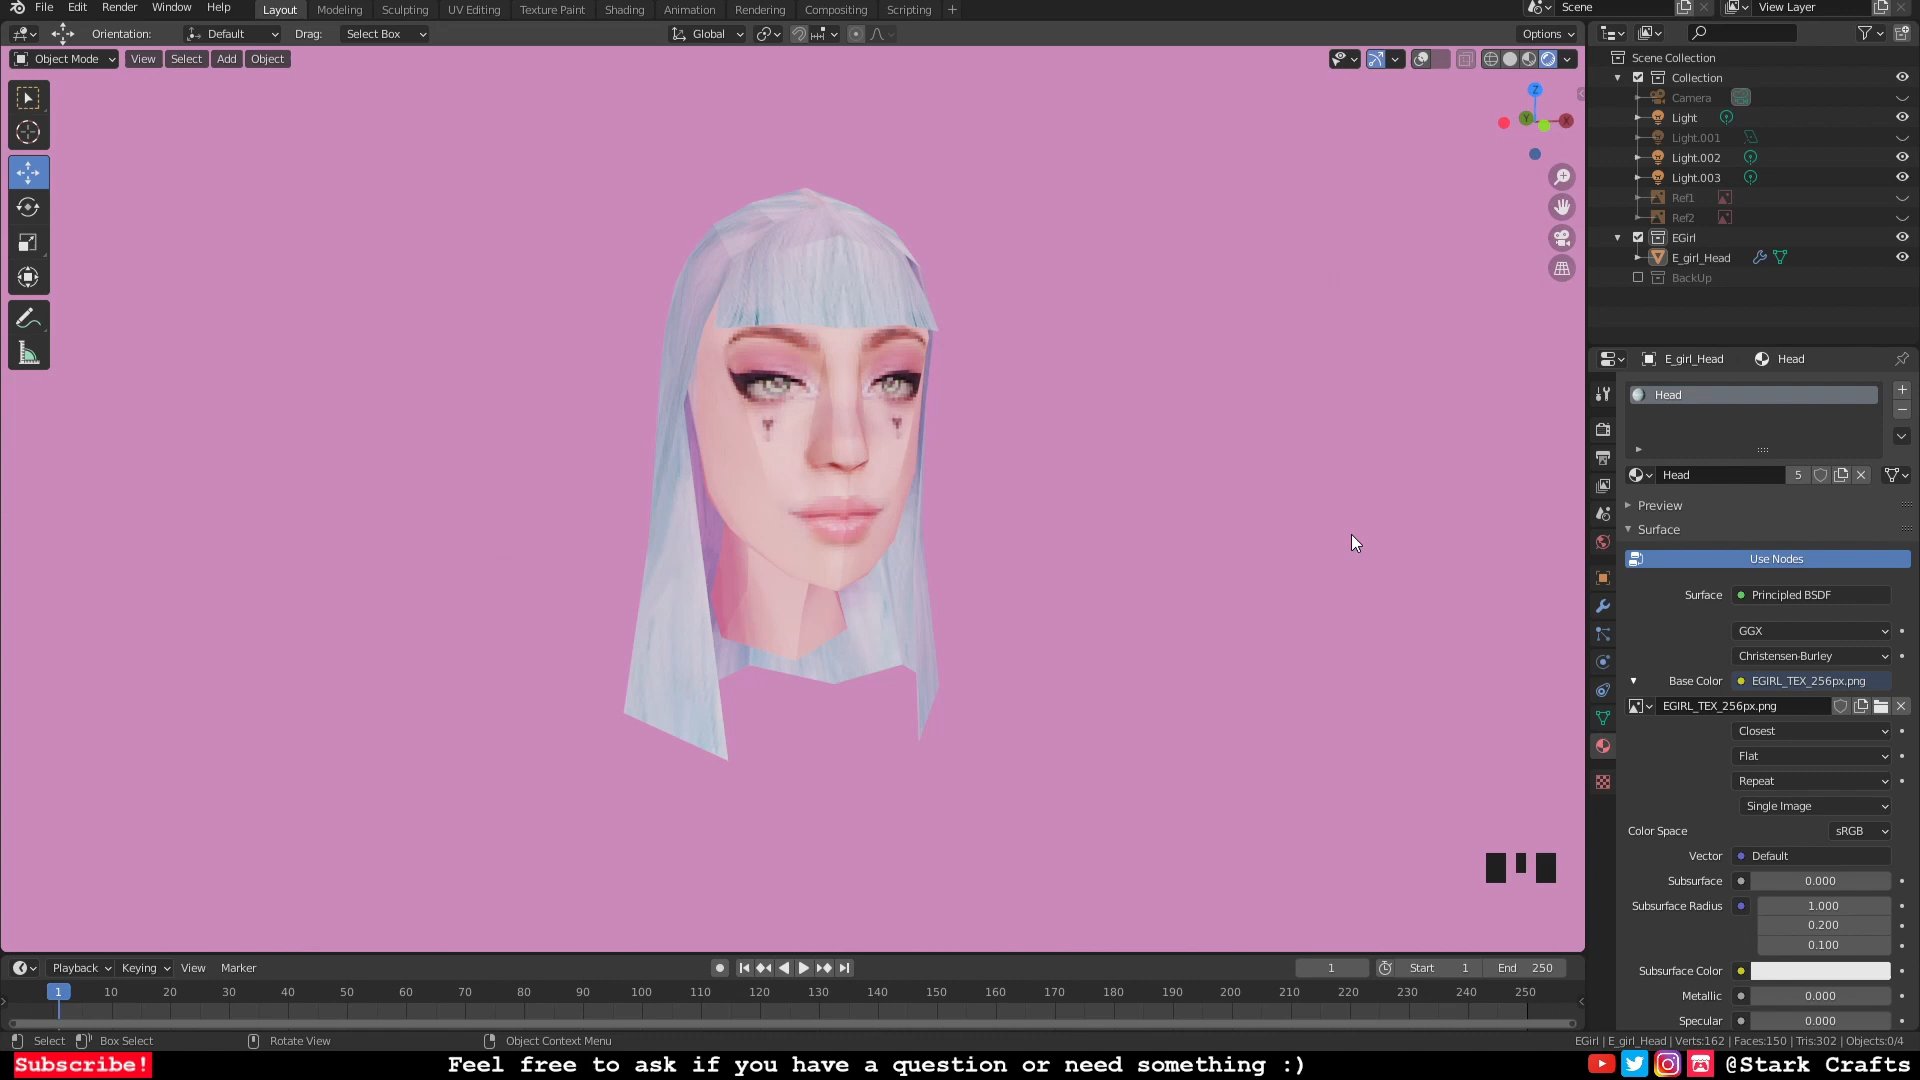 File Edit Render Window Help Layout Modeling Sculpting UV Editing Texture Paint Shading Animation Rendering Compositing Scripting + Scene View Layer
Orientation: Default Drag: Select Box Global Options
Object Mode View Select Add Object
Scene Collection
Collection
Camera
Light
Light.001
Light.002
Light.003
Ref1
Ref2
EGirl
E_girl_Head
BackUp
Z
Y
X
E_girl_Head Head
Head
Head 5
Preview
Surface
Use Nodes
Surface Principled BSDF
GGX
Christensen-Burley
Base Color EGIRL_TEX_256px.png
EGIRL_TEX_256px.png
Closest
Flat
Repeat
Single Image
Color Space sRGB
Vector Default
Subsurface 0.000
Subsurface Radius 1.000
0.200
0.100
Subsurface Color
Metallic 0.000
Specular 0.000
Playback Keying View Marker 1 Start 1 End 250
1 10 20 30 40 50 60 70 80 90 100 110 120 130 140 150 160 170 180 190 200 210 220 230 240 250
Select Box Select Rotate View Object Context Menu EGirl | E_girl_Head | Verts:162 | Faces:150 | Tris:302 | Objects:0/4
Subscribe! Feel free to ask if you have a question or need something :) @Stark Crafts